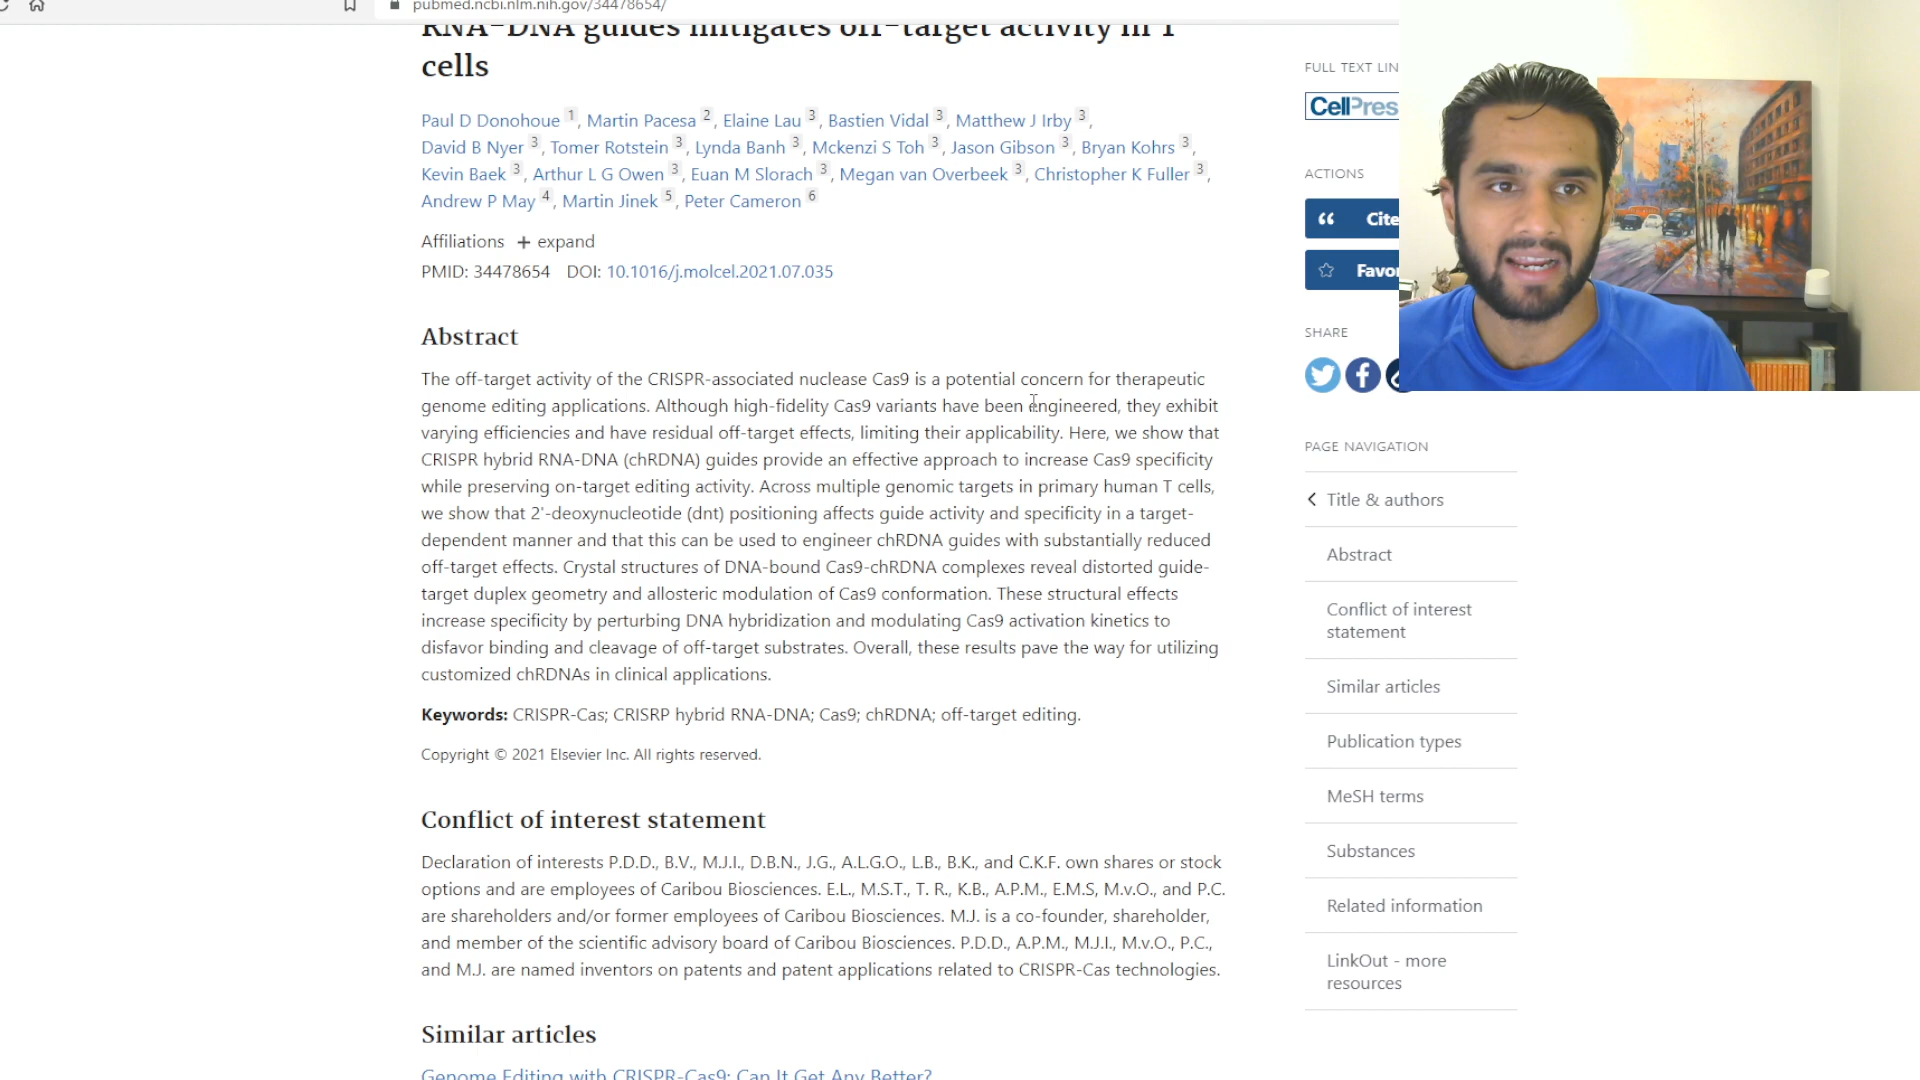 pubmed.ncbi.nlm.nih.gov/34478654/
RNA-DNA guides mitigates off-target activity in T
cells
Paul D Donohoue 1, Martin Pacesa 2, Elaine Lau 3, Bastien Vidal 3, Matthew J Irby 3,
David B Nyer 3, Tomer Rotstein 3, Lynda Banh 3, Mckenzi S Toh 3, Jason Gibson 3, Bryan Kohrs 3,
Kevin Baek 3, Arthur L G Owen 3, Euan M Slorach 3, Megan van Overbeek 3, Christopher K Fuller 3,
Andrew P May 4, Martin Jinek 5, Peter Cameron 6
Affiliations + expand
PMID: 34478654 DOI: 10.1016/j.molcel.2021.07.035
Abstract
The off-target activity of the CRISPR-associated nuclease Cas9 is a potential concern for therapeutic
genome editing applications. Although high-fidelity Cas9 variants have been engineered, they exhibit
varying efficiencies and have residual off-target effects, limiting their applicability. Here, we show that
CRISPR hybrid RNA-DNA (chRDNA) guides provide an effective approach to increase Cas9 specificity
while preserving on-target editing activity. Across multiple genomic targets in primary human T cells,
we show that 2'-deoxynucleotide (dnt) positioning affects guide activity and specificity in a target-
dependent manner and that this can be used to engineer chRDNA guides with substantially reduced
off-target effects. Crystal structures of DNA-bound Cas9-chRDNA complexes reveal distorted guide-
target duplex geometry and allosteric modulation of Cas9 conformation. These structural effects
increase specificity by perturbing DNA hybridization and modulating Cas9 activation kinetics to
disfavor binding and cleavage of off-target substrates. Overall, these results pave the way for utilizing
customized chRDNAs in clinical applications.
Keywords: CRISPR-Cas; CRISRP hybrid RNA-DNA; Cas9; chRDNA; off-target editing.
Copyright © 2021 Elsevier Inc. All rights reserved.
Conflict of interest statement
Declaration of interests P.D.D., B.V., M.J.I., D.B.N., J.G., A.L.G.O., L.B., B.K., and C.K.F. own shares or stock
options and are employees of Caribou Biosciences. E.L., M.S.T., T. R., K.B., A.P.M., E.M.S, M.v.O., and P.C.
are shareholders and/or former employees of Caribou Biosciences. M.J. is a co-founder, shareholder,
and member of the scientific advisory board of Caribou Biosciences. P.D.D., A.P.M., M.J.I., M.v.O., P.C.,
and M.J. are named inventors on patents and patent applications related to CRISPR-Cas technologies.
Similar articles
Genome Editing with CRISPR-Cas9: Can It Get Any Better?
FULL TEXT LIN
CellPres
ACTIONS
Cite
Favor
SHARE
PAGE NAVIGATION
Title & authors
Abstract
Conflict of interest
statement
Similar articles
Publication types
MeSH terms
Substances
Related information
LinkOut - more
resources